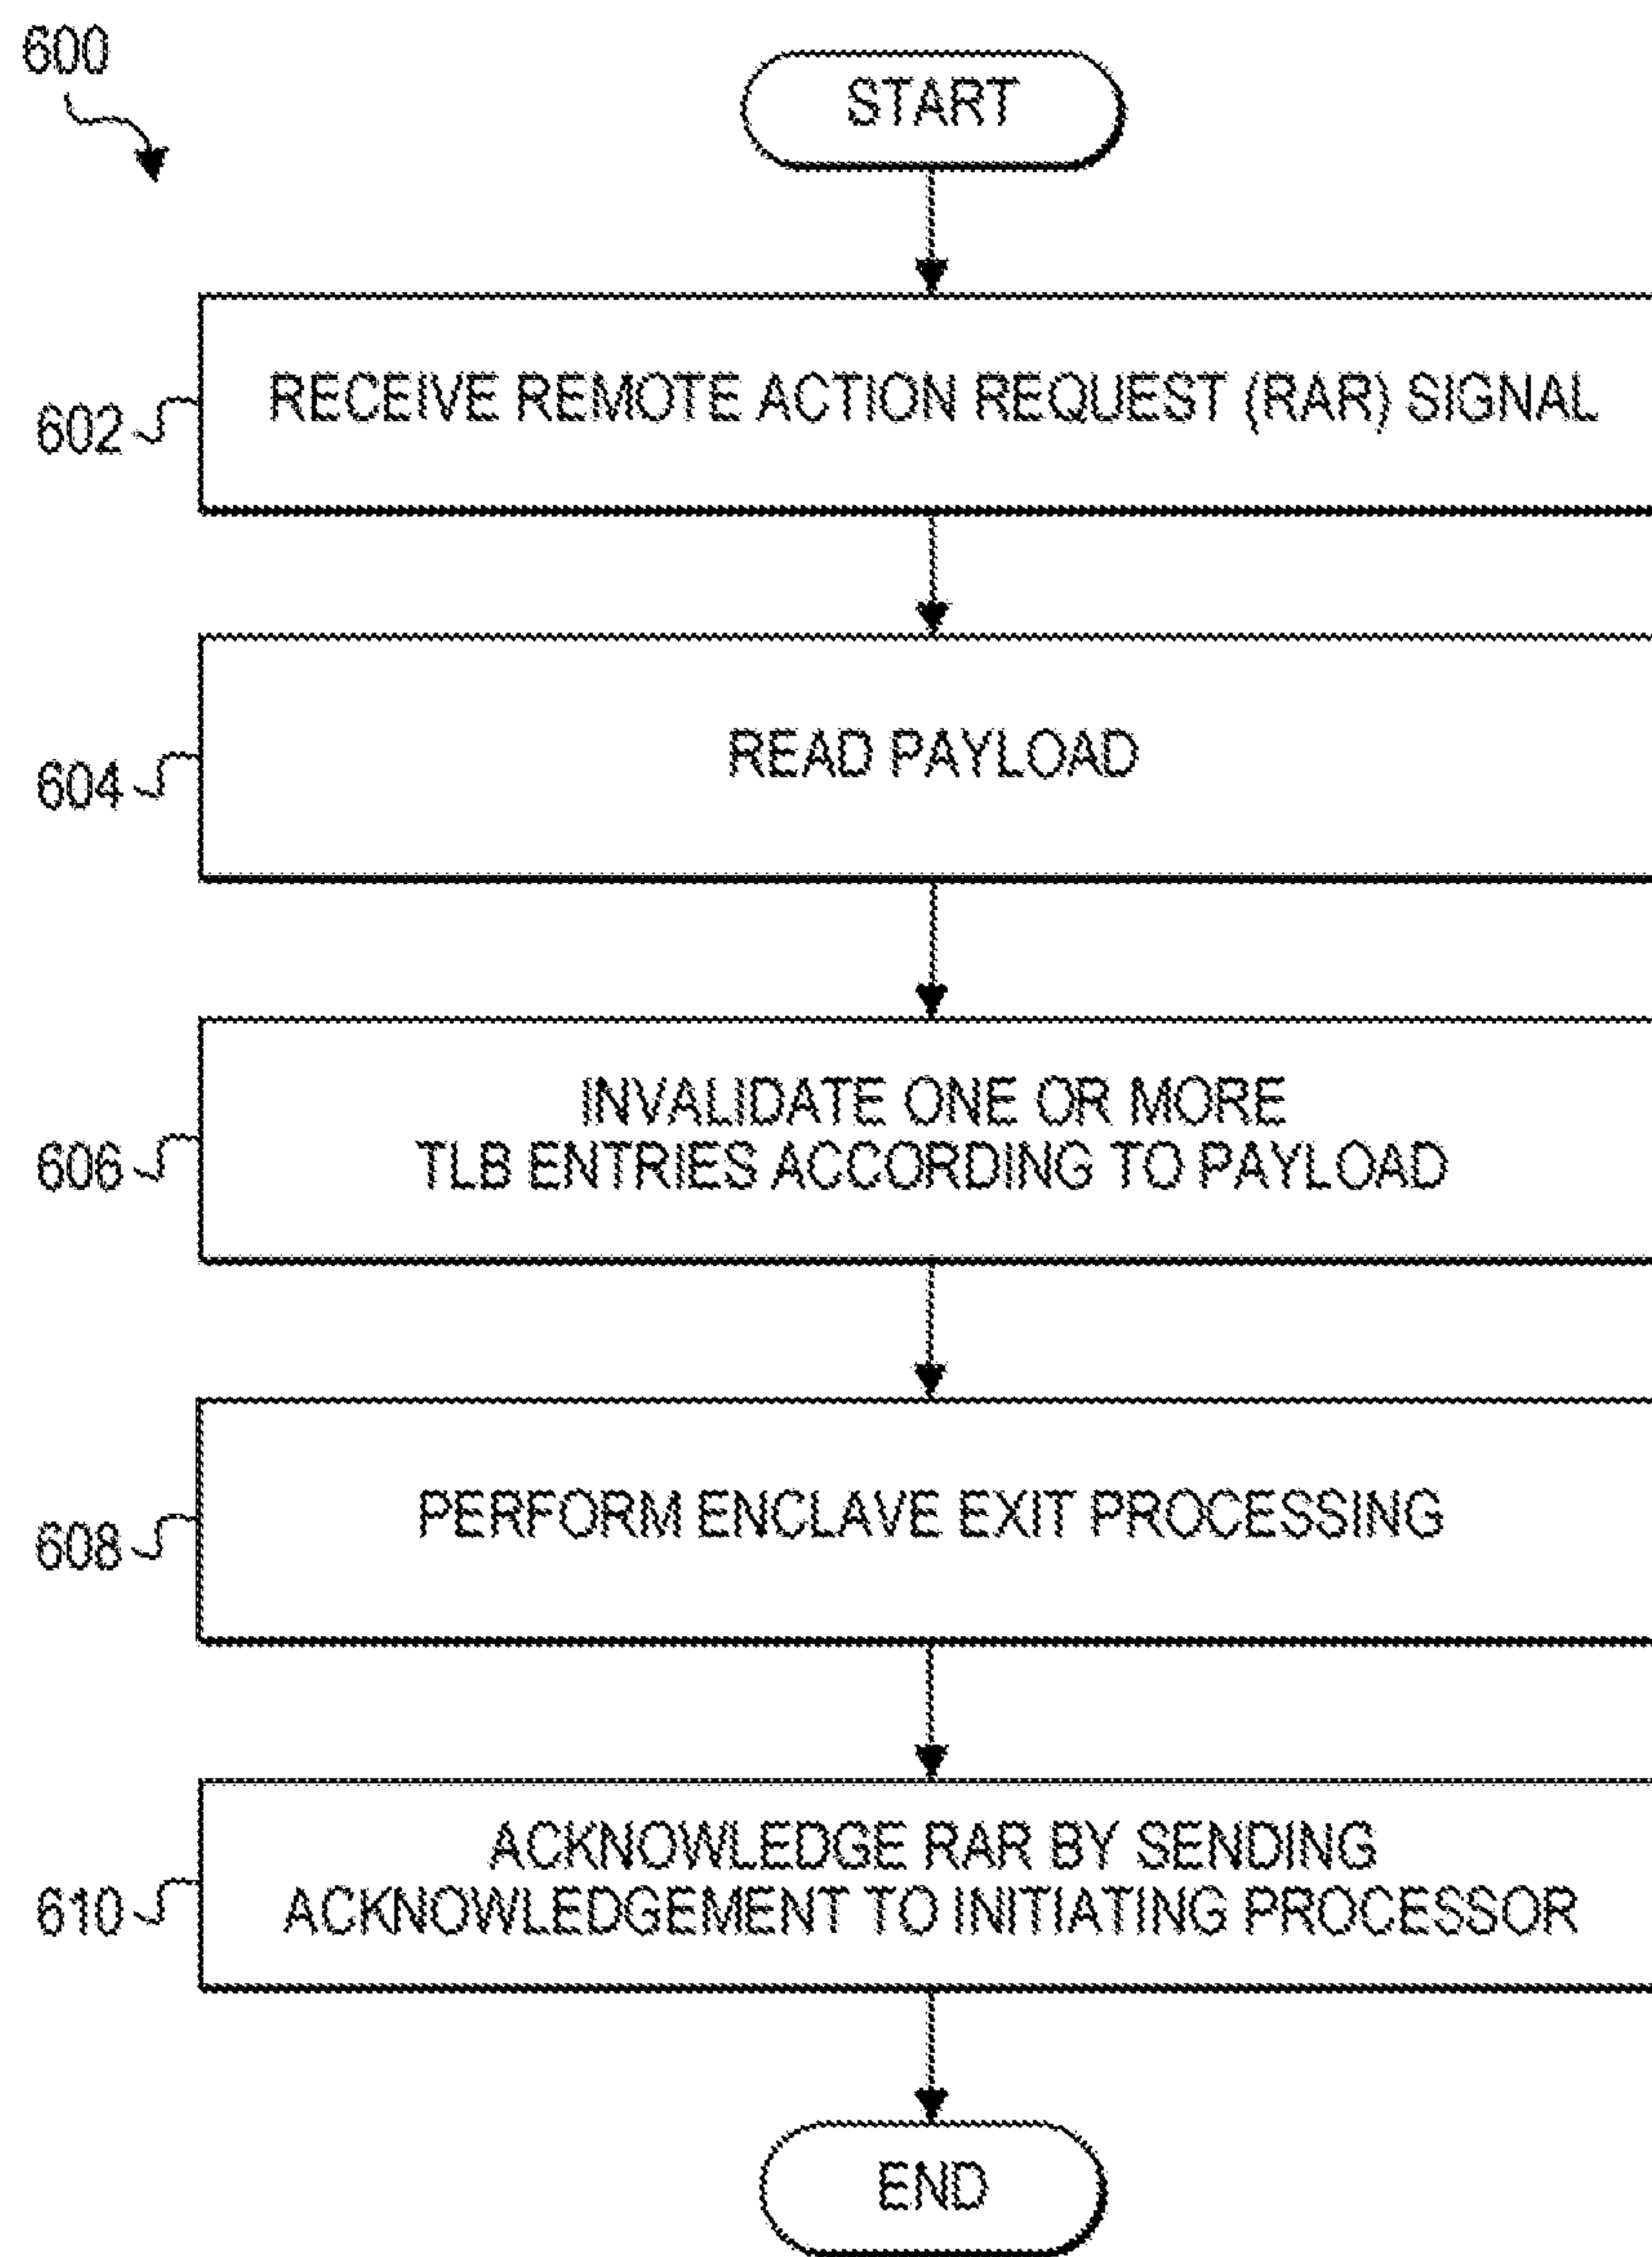 600
START
602
RECEIVE REMOTE ACTION REQUEST (RAR) SIGNAL
604
READ PAYLOAD
606
INVALIDATE ONE OR MORE
TLB ENTRIES ACCORDING TO PAYLOAD
608
PERFORM ENCLAVE EXIT PROCESSING
610
ACKNOWLEDGE RAR BY SENDING
ACKNOWLEDGEMENT TO INITIATING PROCESSOR
END